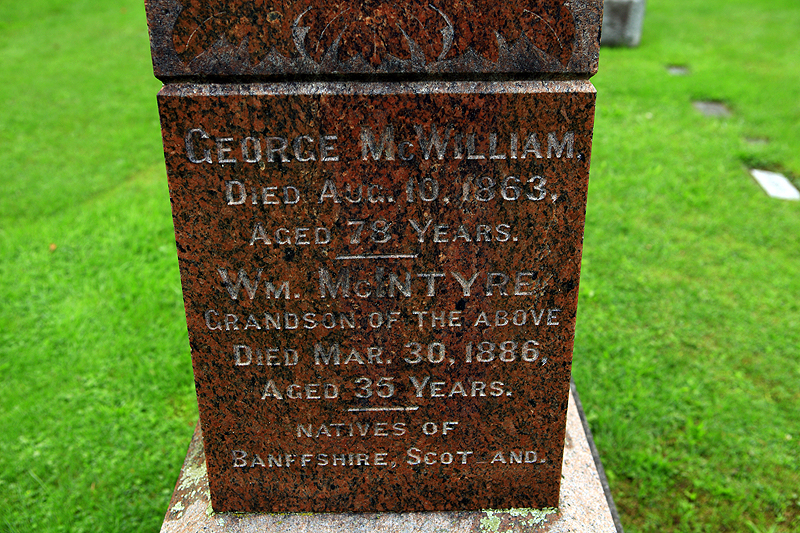 George McWilliam.
Died Aug. 10, 1863,
Aged 78 Years.
Wm. McIntyre,
Grandson of the above
Died Mar. 30, 1886,
Aged 35 Years.
Natives of
Banffshire, Scotland.